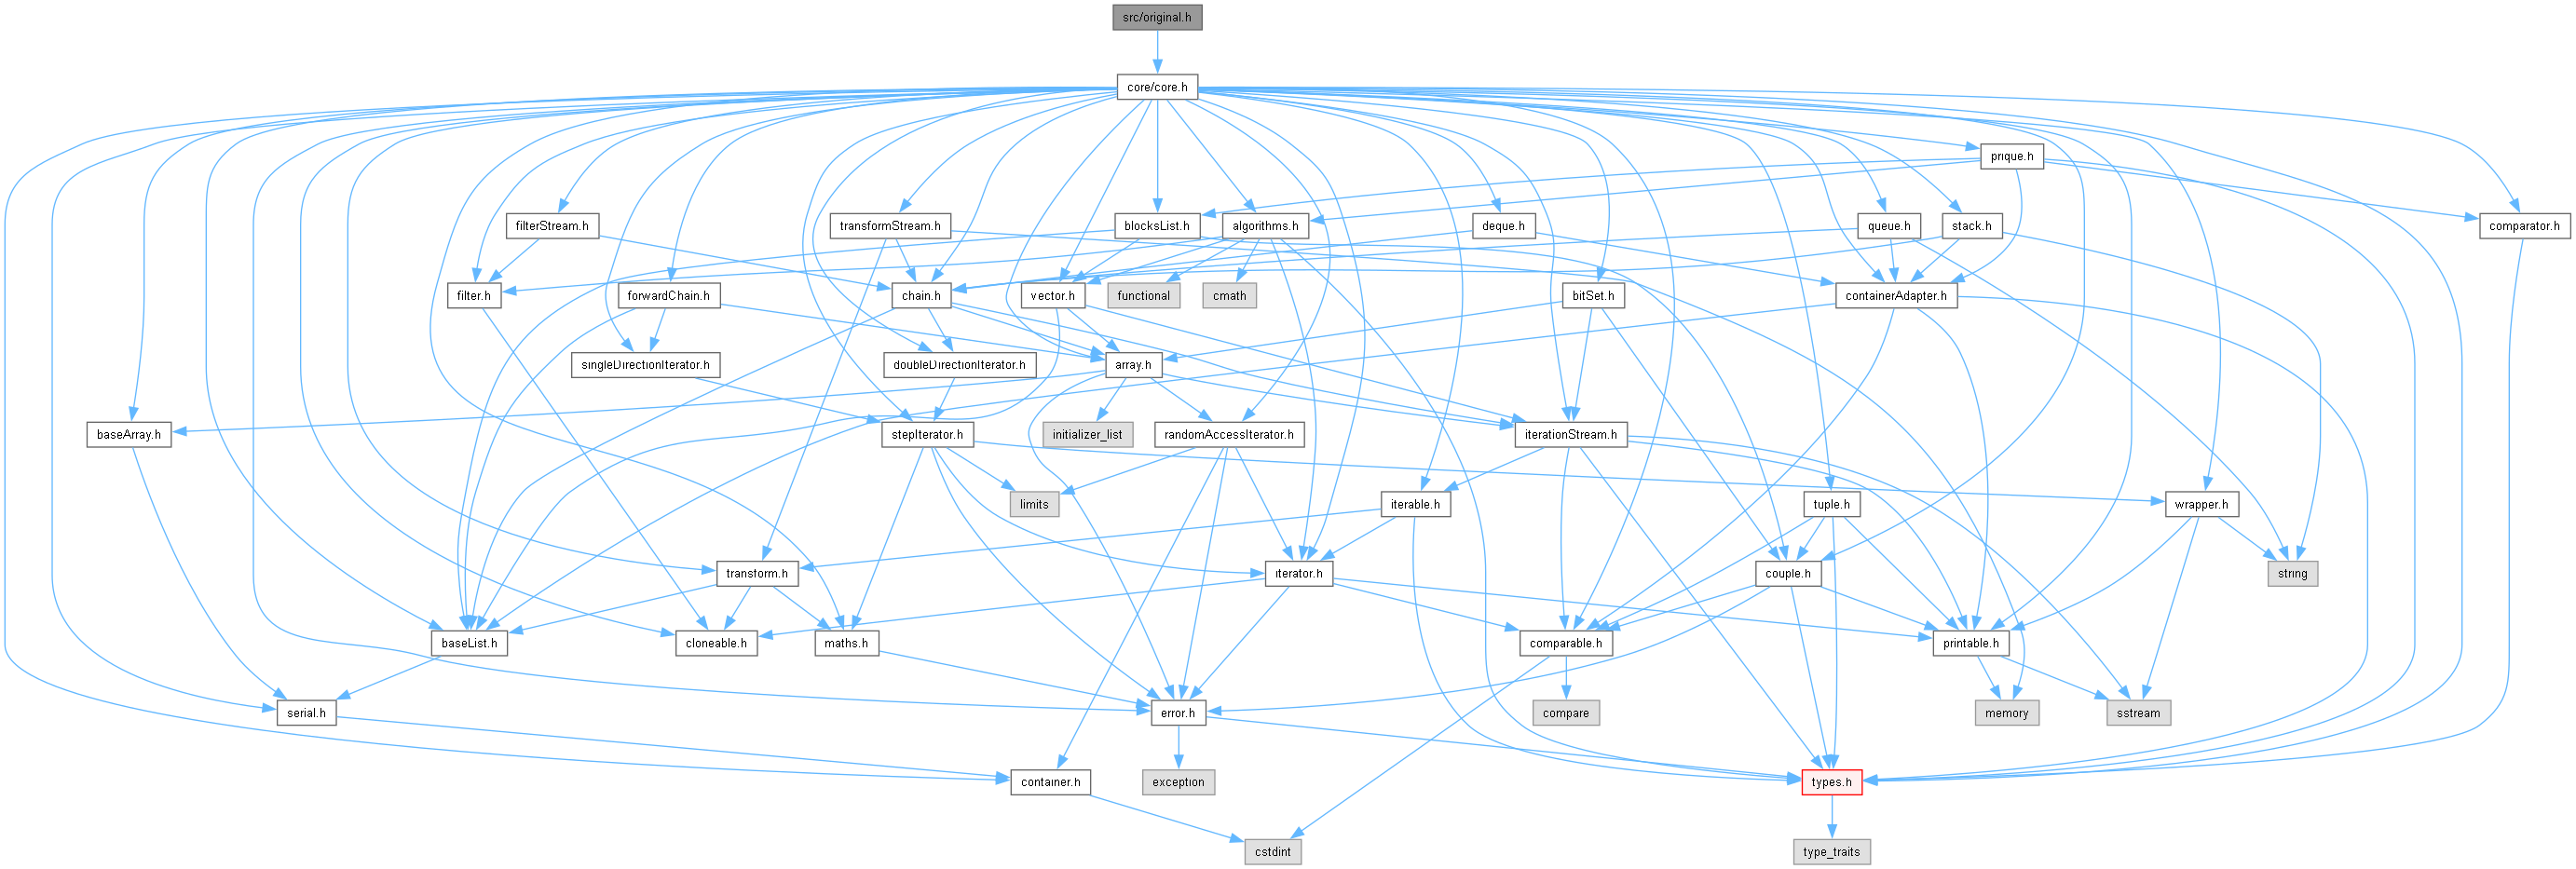 src/original.h
core/core.h
prique.h
filterStream.h
transformStream.h
blocksList.h
algorithms.h
deque.h
queue.h
stack.h
comparator.h
filter.h
forwardChain.h
chain.h
vector.h
functional
cmath
bitSet.h
containerAdapter.h
singleDirectionIterator.h
doubleDirectionIterator.h
array.h
baseArray.h
stepIterator.h
initializer_list
randomAccessIterator.h
iterationStream.h
limits
iterable.h
tuple.h
wrapper.h
transform.h
iterator.h
couple.h
string
baseList.h
cloneable.h
maths.h
comparable.h
printable.h
serial.h
error.h
compare
memory
sstream
container.h
exception
types.h
cstdint
type_traits